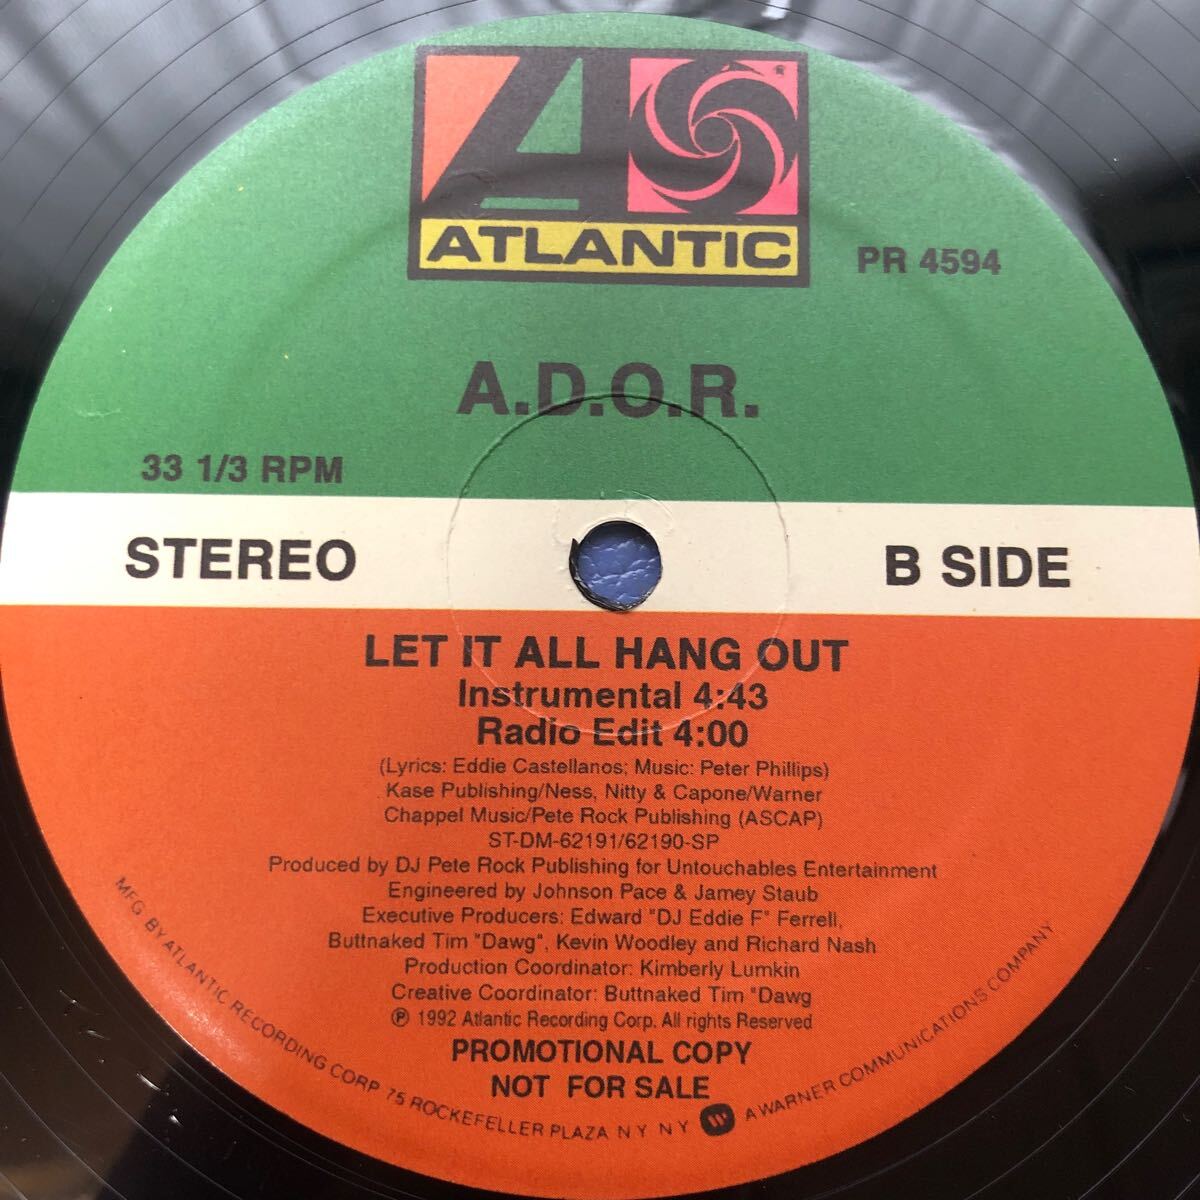 ATLANTIC
®
PR 4594
A.D.O.R.
33 1/3 RPM
STEREO
B SIDE
LET IT ALL HANG OUT
Instrumental 4:43
Radio Edit 4:00
(Lyrics: Eddie Castellanos; Music: Peter Phillips)
Kase Publishing/Ness, Nitty & Capone/Warner
Chappel Music/Pete Rock Publishing (ASCAP)
ST-DM-62191/62190-SP
Produced by DJ Pete Rock Publishing for Untouchables Entertainment
Engineered by Johnson Pace & Jamey Staub
Executive Producers: Edward "DJ Eddie F" Ferrell,
Buttnaked Tim "Dawg", Kevin Woodley and Richard Nash
Production Coordinator: Kimberly Lumkin
Creative Coordinator: Buttnaked Tim "Dawg
℗ 1992 Atlantic Recording Corp. All rights Reserved
PROMOTIONAL COPY
NOT FOR SALE
MFG BY ATLANTIC RECORDING CORP 75 ROCKEFELLER PLAZA N Y N Y A WARNER COMMUNICATIONS COMPANY